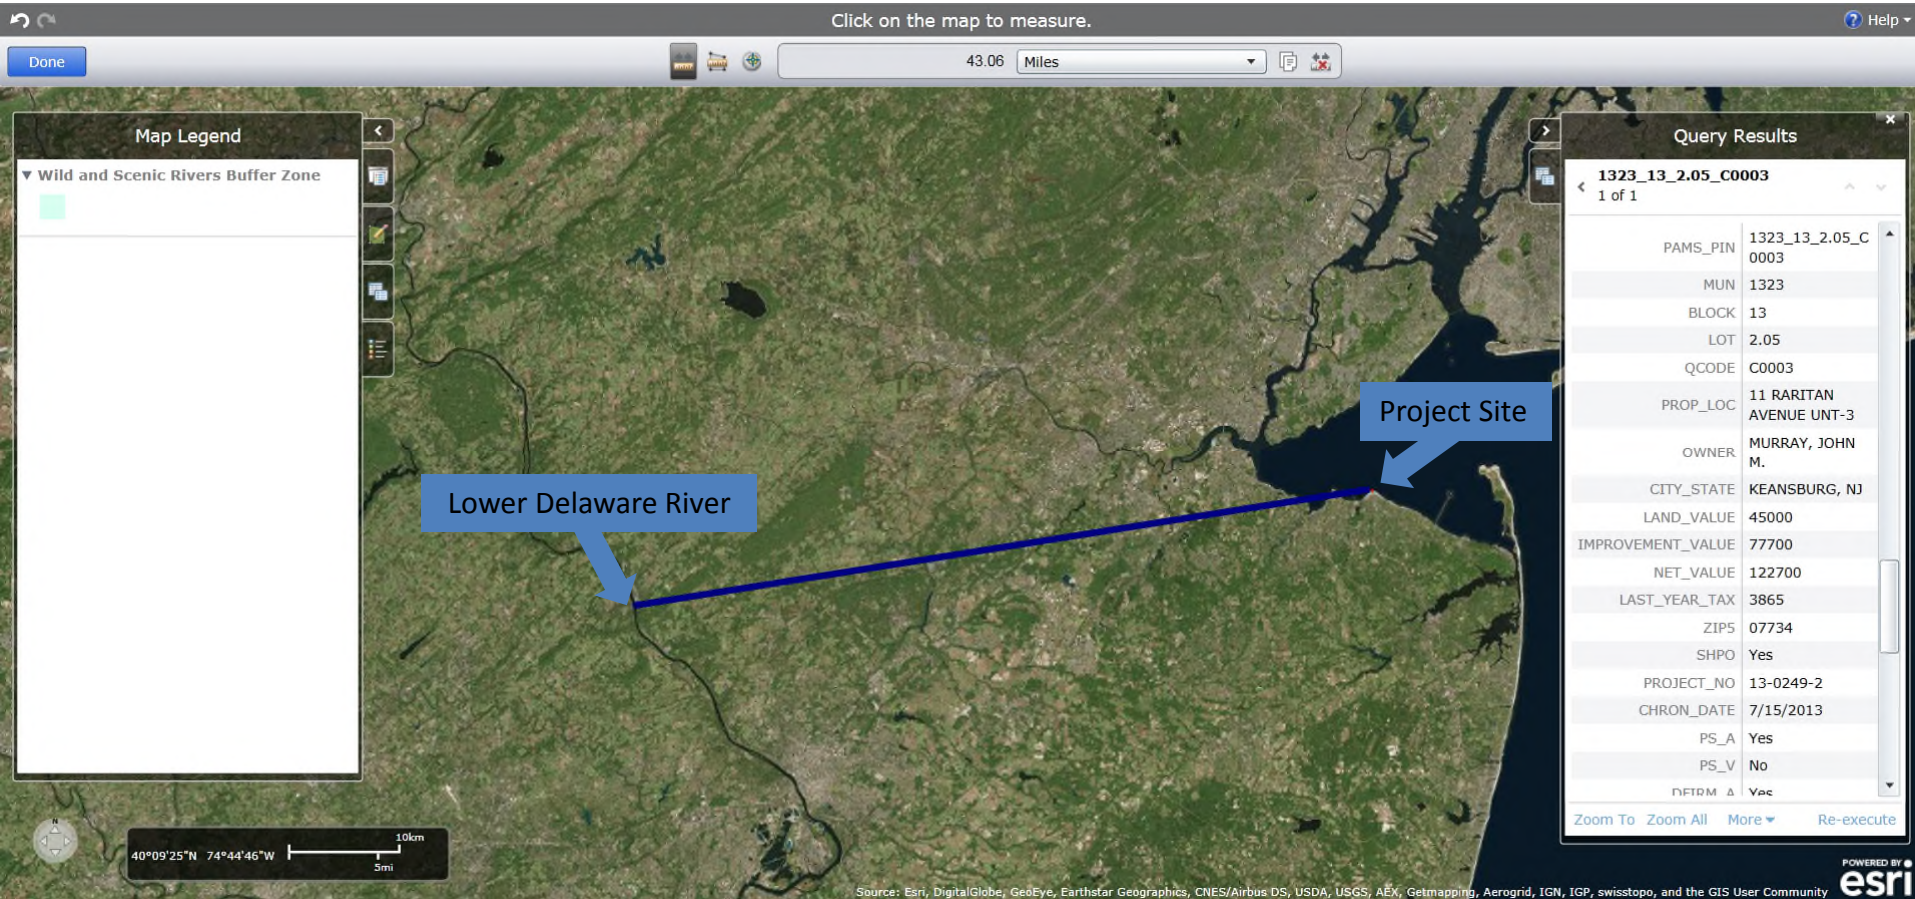 Click on the map to measure.
Help
Done
43.06 Miles
Map Legend
Wild and Scenic Rivers Buffer Zone
Query Results
1323_13_2.05_C0003
1 of 1
PAMS_PIN 1323_13_2.05_C
0003
MUN 1323
BLOCK 13
LOT 2.05
QCODE C0003
PROP_LOC 11 RARITAN
AVENUE UNT-3
OWNER MURRAY, JOHN
M.
CITY_STATE KEANSBURG, NJ
LAND_VALUE 45000
IMPROVEMENT_VALUE 77700
NET_VALUE 122700
LAST_YEAR_TAX 3865
ZIP5 07734
SHPO Yes
PROJECT_NO 13-0249-2
CHRON_DATE 7/15/2013
PS_A Yes
PS_V No
DFIRM_A Yes
Zoom To Zoom All More Re-execute
Project Site
Lower Delaware River
N
40°09'25"N 74°44'46"W
10km
5mi
POWERED BY
esri
Source: Esri, DigitalGlobe, GeoEye, Earthstar Geographics, CNES/Airbus DS, USDA, USGS, AEX, Getmapping, Aerogrid, IGN, IGP, swisstopo, and the GIS User Community